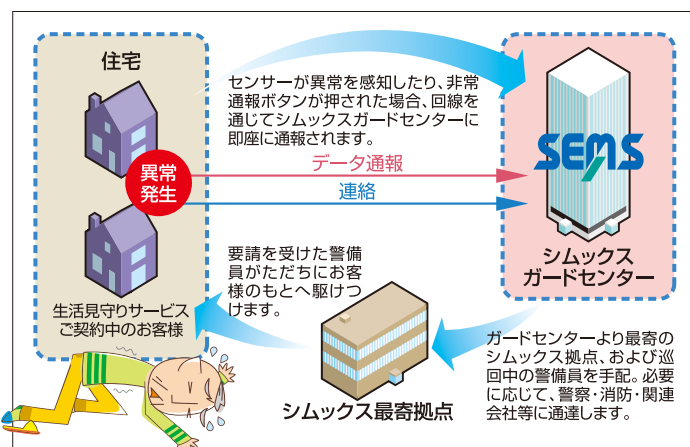 住宅
センサーが異常を感知したり、非常
通報ボタンが押された場合、回線を
通じてシムックスガードセンターに
即座に通報されます。
異常
発生
データ通報
連絡
SEMS
シムックス
ガードセンター
生活見守りサービス
ご契約中のお客様
要請を受けた警備
員がただちにお客
様のもとへ駆けつ
けます。
シムックス最寄拠点
ガードセンターより最寄の
シムックス拠点、および巡
回中の警備員を手配。必要
に応じて、警察・消防・関連
会社等に通達します。